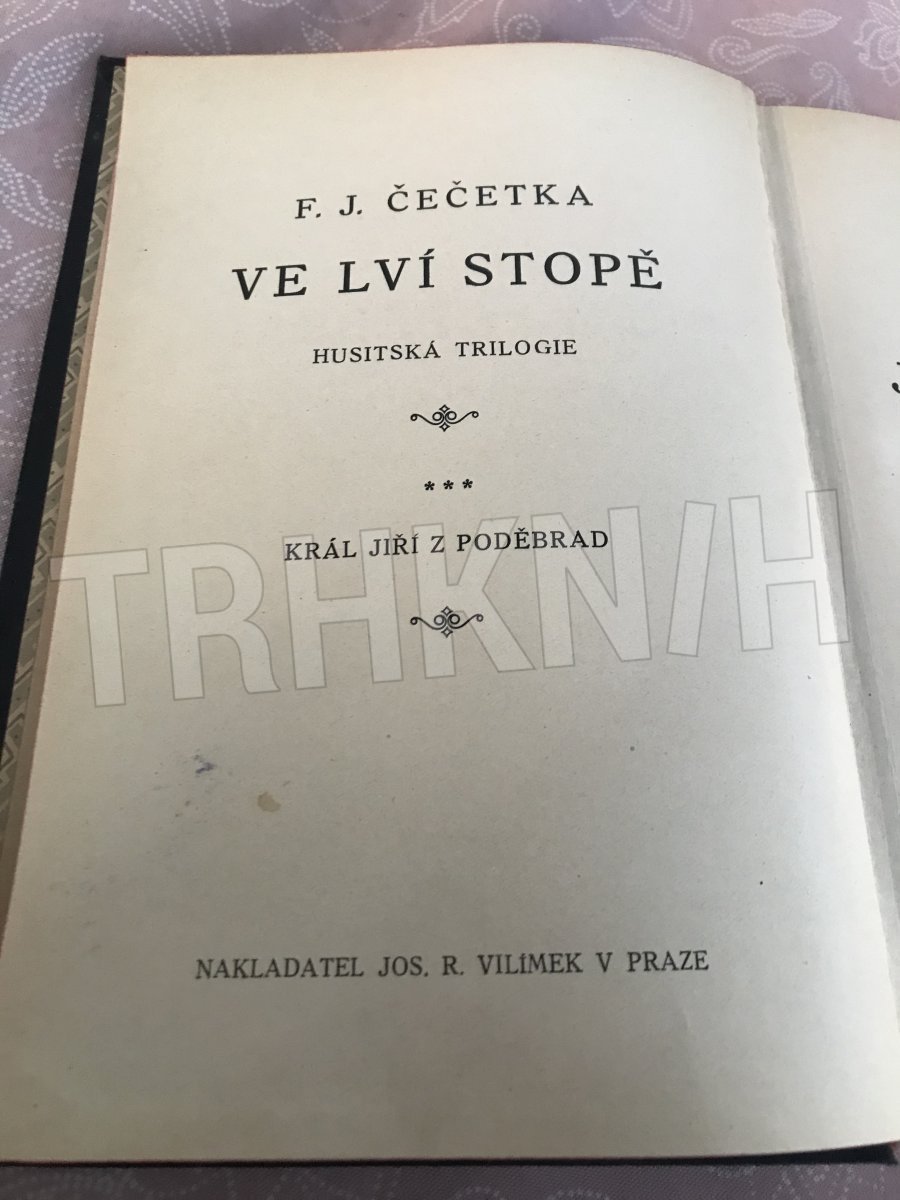 F. J. ČEČETKA
VE LVÍ STOPĚ
HUSITSKÁ TRILOGIE
***
KRÁL JIŘÍ Z PODĚBRAD
TRHKNIH
NAKLADATEL JOS. R. VILÍMEK V PRAZE